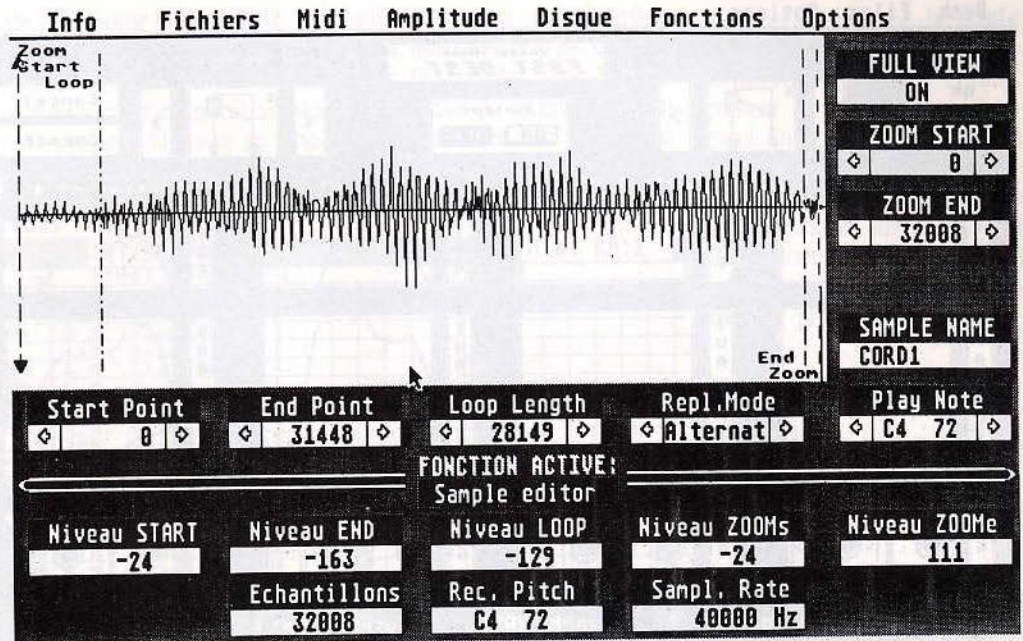 Info Fichiers Midi Amplitude Disque Fonctions Options
Zoom
Start
Loop
End
Zoom
FULL VIEW
ON
ZOOM START
0
ZOOM END
32008
SAMPLE NAME
CORD1
Start Point End Point Loop Length Repl.Mode Play Note
0 31448 28149 Alternat C4 72
FONCTION ACTIVE:
Sample editor
Niveau START Niveau END Niveau LOOP Niveau ZOOMs Niveau ZOOMe
-24 -163 -129 -24 111
Echantillons Rec. Pitch Sampl. Rate
32008 C4 72 40000 Hz